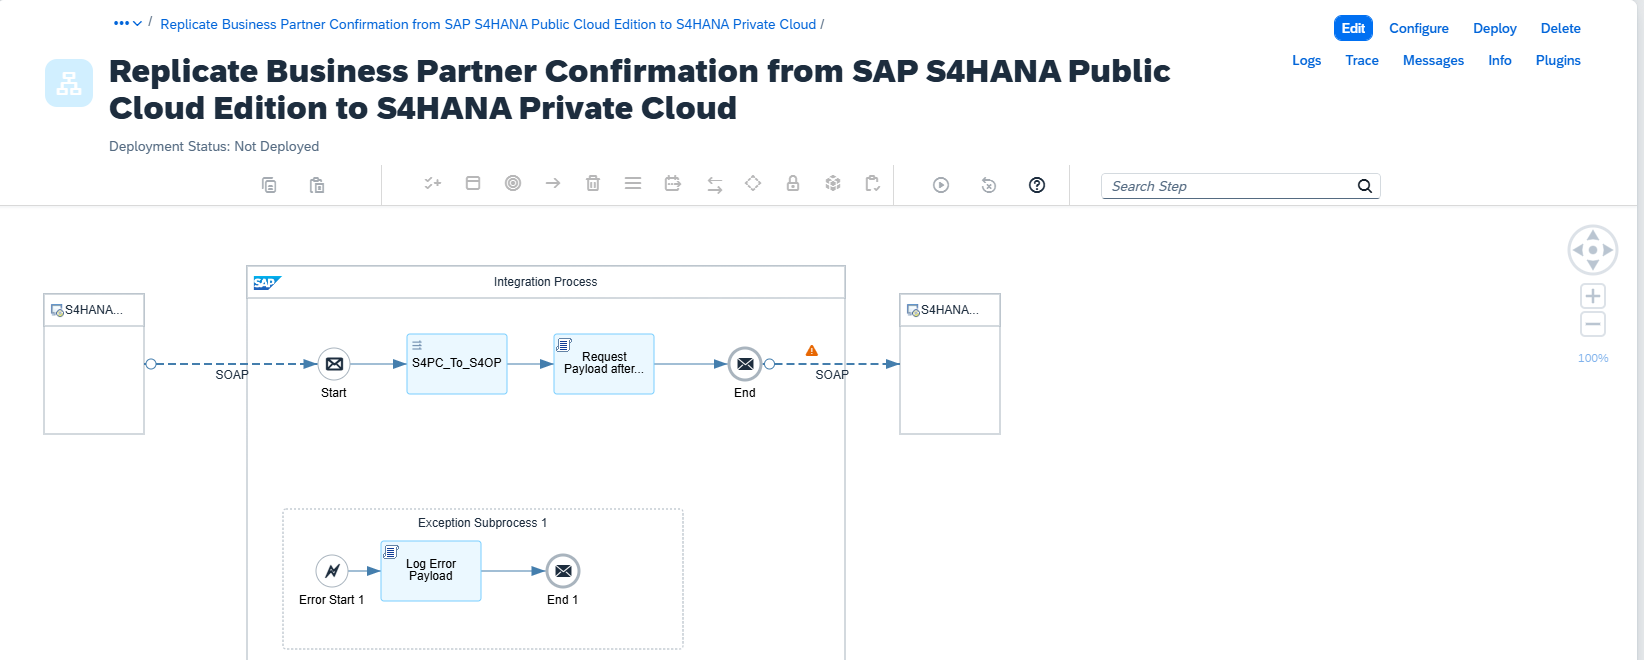 ••• / Replicate Business Partner Confirmation from SAP S4HANA Public Cloud Edition to S4HANA Private Cloud /
Edit Configure Deploy Delete
Logs Trace Messages Info Plugins
Replicate Business Partner Confirmation from SAP S4HANA Public
Cloud Edition to S4HANA Private Cloud
Deployment Status: Not Deployed
Search Step
SAP Integration Process
S4HANA...
S4HANA...
SOAP
Start
S4PC_To_S4OP
Request
Payload after...
End
SOAP
100%
Exception Subprocess 1
Error Start 1
Log Error
Payload
End 1